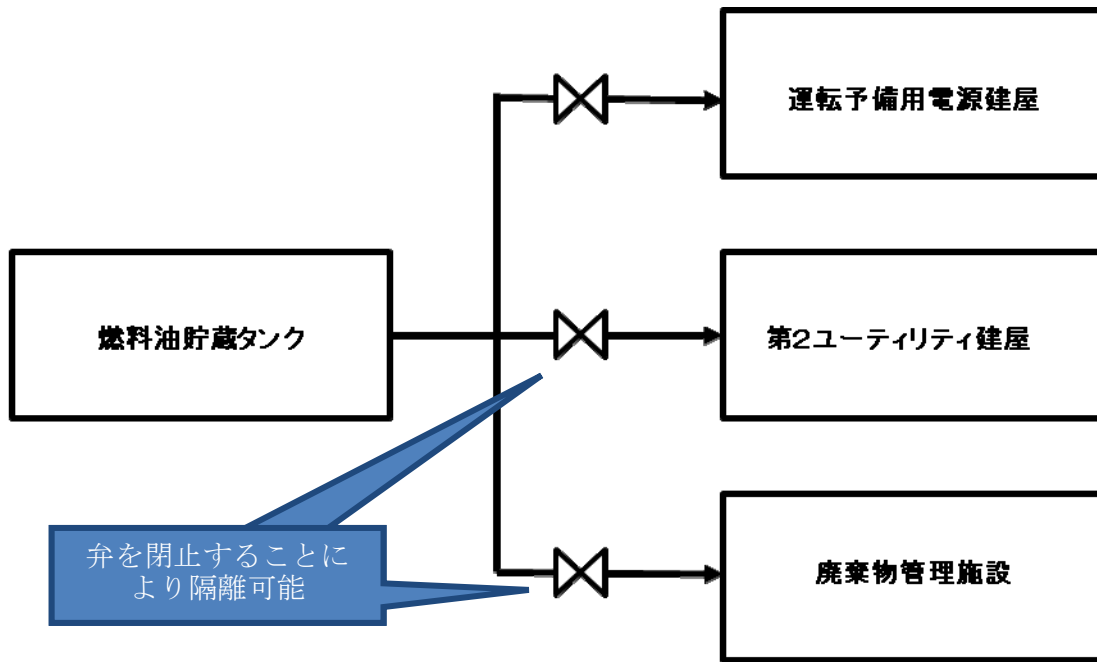 運転予備用電源建屋
燃料油貯蔵タンク
第2ユーティリティ建屋
弁を閉止することに
より隔離可能
廃棄物管理施設